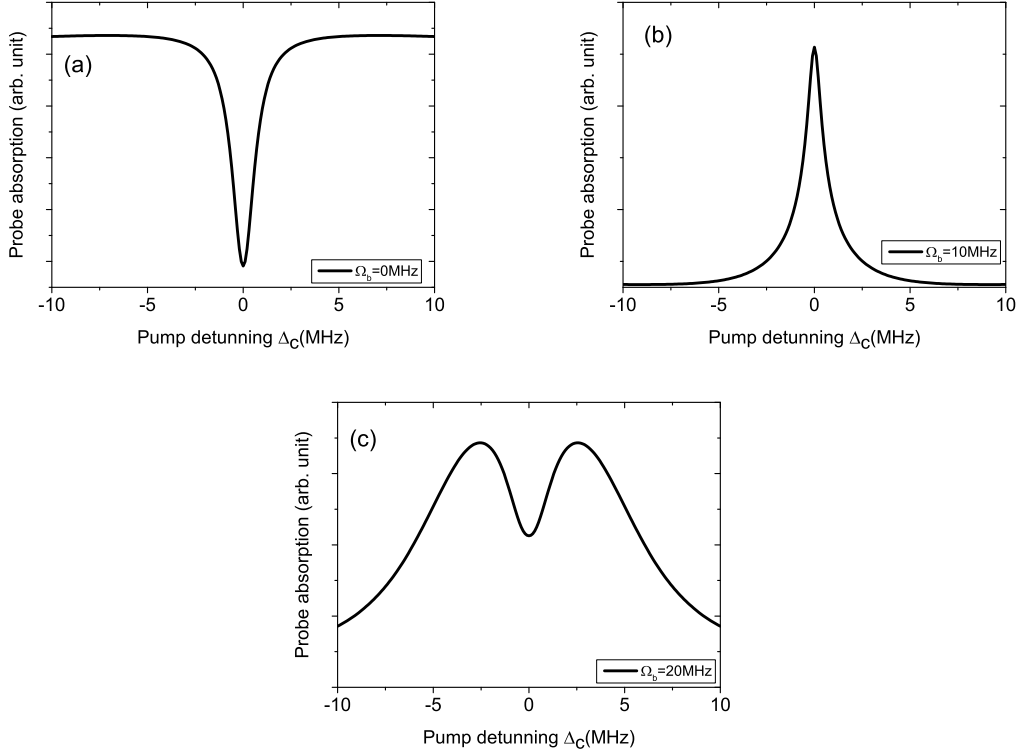 (a)
Probe absorption (arb. unit)
Ω_b=0MHz
-10 -5 0 5 10
Pump detunning Δ_C(MHz)
(b)
Probe absorption (arb. unit)
Ω_b=10MHz
-10 -5 0 5 10
Pump detunning Δ_C(MHz)
(c)
Probe absorption (arb. unit)
Ω_b=20MHz
-10 -5 0 5 10
Pump detunning Δ_C(MHz)